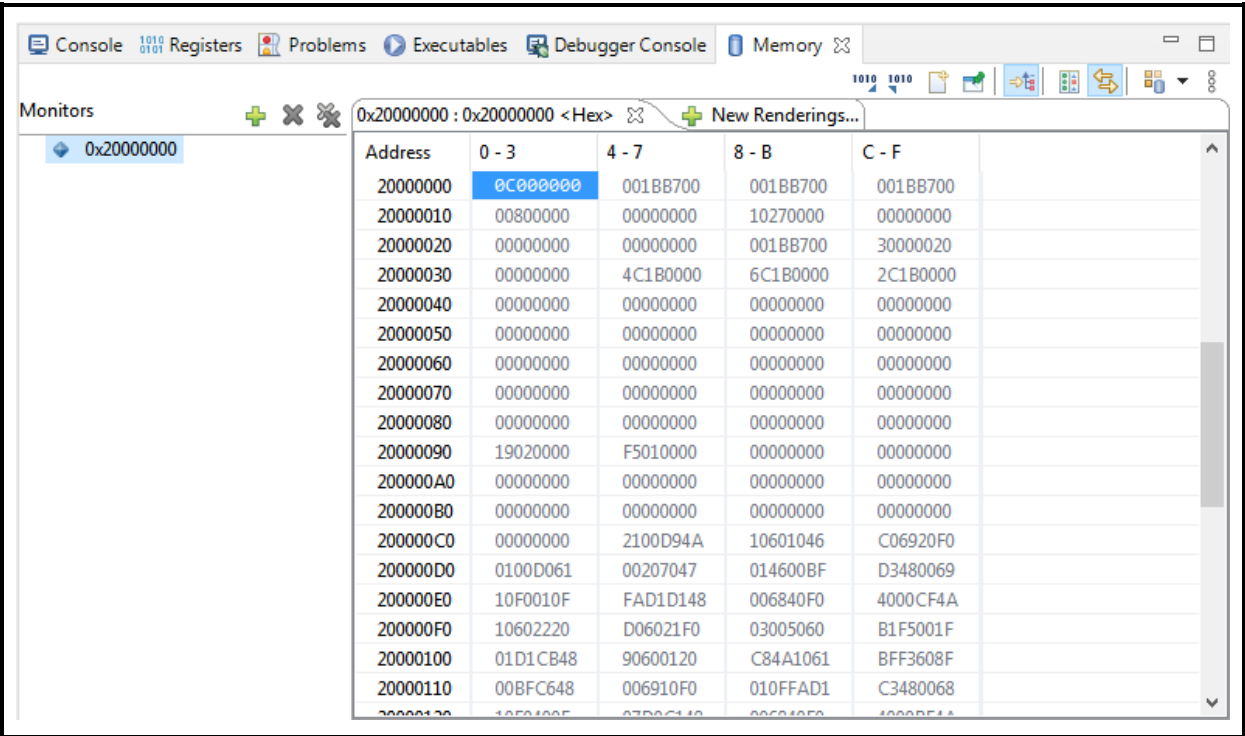 Console Registers Problems Executables Debugger Console Memory
Monitors 0x20000000 : 0x20000000 <Hex> New Renderings...
0x20000000
Address 0 - 3 4 - 7 8 - B C - F
20000000 0C000000 001BB700 001BB700 001BB700
20000010 00800000 00000000 10270000 00000000
20000020 00000000 00000000 001BB700 30000020
20000030 00000000 4C1B0000 6C1B0000 2C1B0000
20000040 00000000 00000000 00000000 00000000
20000050 00000000 00000000 00000000 00000000
20000060 00000000 00000000 00000000 00000000
20000070 00000000 00000000 00000000 00000000
20000080 00000000 00000000 00000000 00000000
20000090 19020000 F5010000 00000000 00000000
200000A0 00000000 00000000 00000000 00000000
200000B0 00000000 00000000 00000000 00000000
200000C0 00000000 2100D94A 10601046 C06920F0
200000D0 0100D061 00207047 014600BF D3480069
200000E0 10F0010F FAD1D148 006840F0 4000CF4A
200000F0 10602220 D06021F0 03005060 B1F5001F
20000100 01D1CB48 90600120 C84A1061 BFF3608F
20000110 00BFC648 006910F0 010FFAD1 C3480068